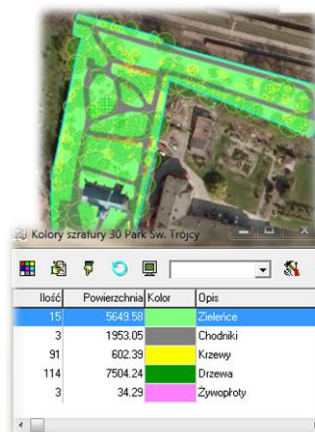 Kolory szrafury 30 Park Św. Trójcy
Ilość Powierzchnia Kolor Opis
15 5649.58 Zieleńce
3 1953.05 Chodniki
91 602.39 Krzewy
114 7504.24 Drzewa
3 34.29 Żywopłoty